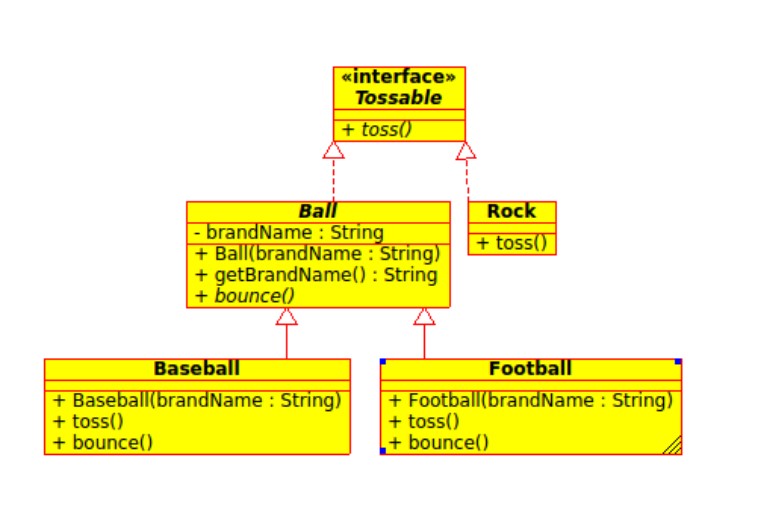 «interface»
Tossable
+ toss()
Ball
- brandName : String
+ Ball(brandName : String)
+ getBrandName() : String
+ bounce()
Rock
+ toss()
Baseball
+ Baseball(brandName : String)
+ toss()
+ bounce()
Football
+ Football(brandName : String)
+ toss()
+ bounce()